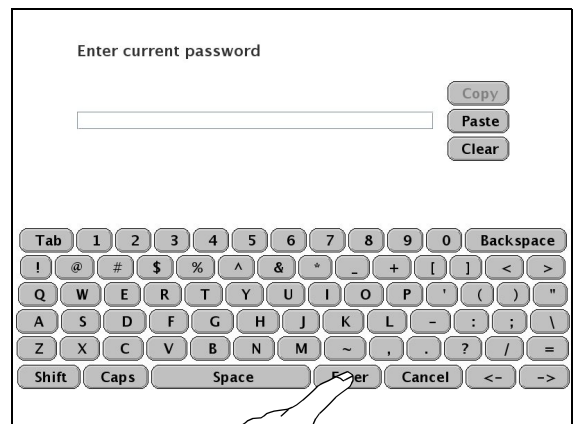 Enter current password
Copy
Paste
Clear
Tab 1 2 3 4 5 6 7 8 9 0 Backspace
! @ # $ % ^ & * _ + [ ] < >
Q W E R T Y U I O P ' ( ) "
A S D F G H J K L - : ; \
Z X C V B N M ~ , . ? / =
Shift Caps Space Enter Cancel <- ->